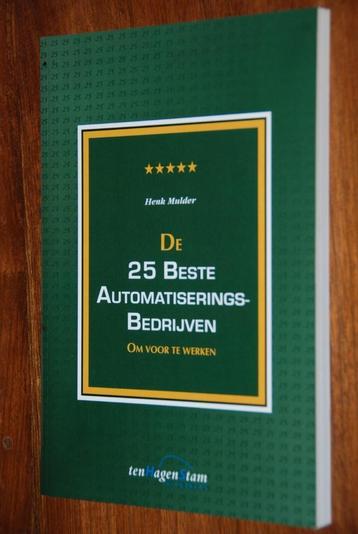 ★★★★★
Henk Mulder
De
25 Beste
Automatiserings-
Bedrijven
Om voor te werken
tenHagenStam